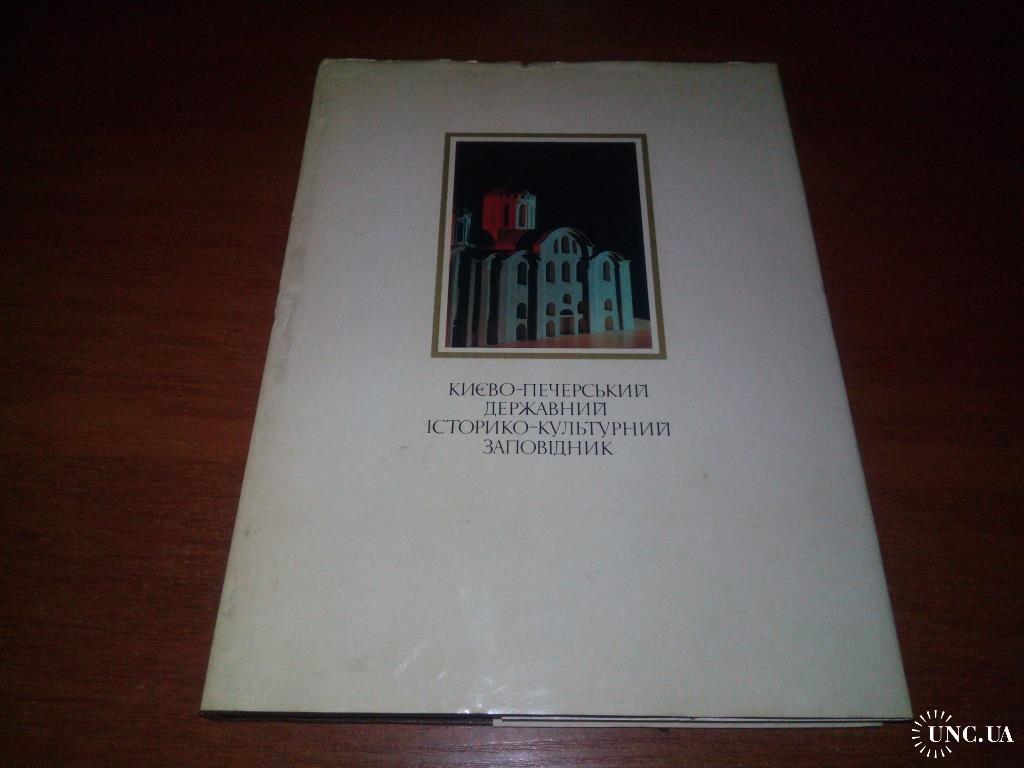 КИЄВО-ПЕЧЕРСЬКИЙ
ДЕРЖАВНИЙ
ІСТОРИКО-КУЛЬТУРНИЙ
ЗАПОВІДНИК
UNC.UA